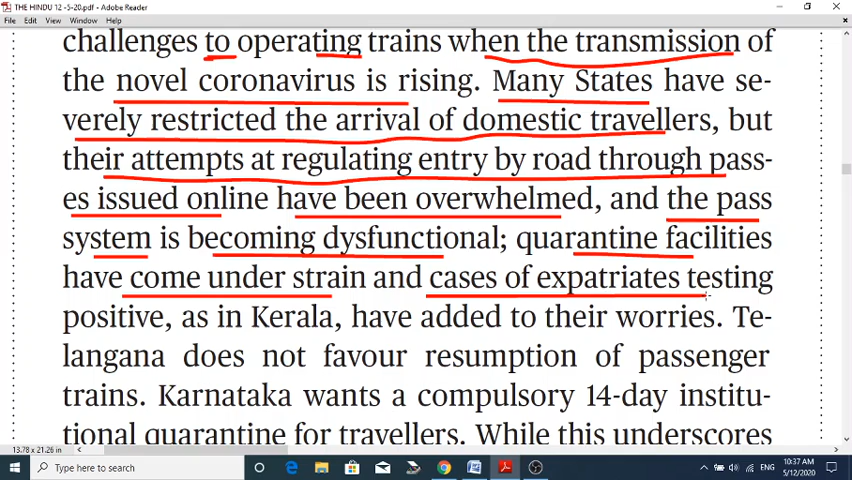 THE HINDU 12 -5-20.pdf - Adobe Reader
File Edit View Window Help
challenges to operating trains when the transmission of
the novel coronavirus is rising. Many States have se-
verely restricted the arrival of domestic travellers, but
their attempts at regulating entry by road through pass-
es issued online have been overwhelmed, and the pass
system is becoming dysfunctional; quarantine facilities
have come under strain and cases of expatriates testing
positive, as in Kerala, have added to their worries. Te-
langana does not favour resumption of passenger
trains. Karnataka wants a compulsory 14-day institu-
tional quarantine for travellers. While this underscores
13.78 x 21.26 in
Type here to search
ENG
10:37 AM
5/12/2020